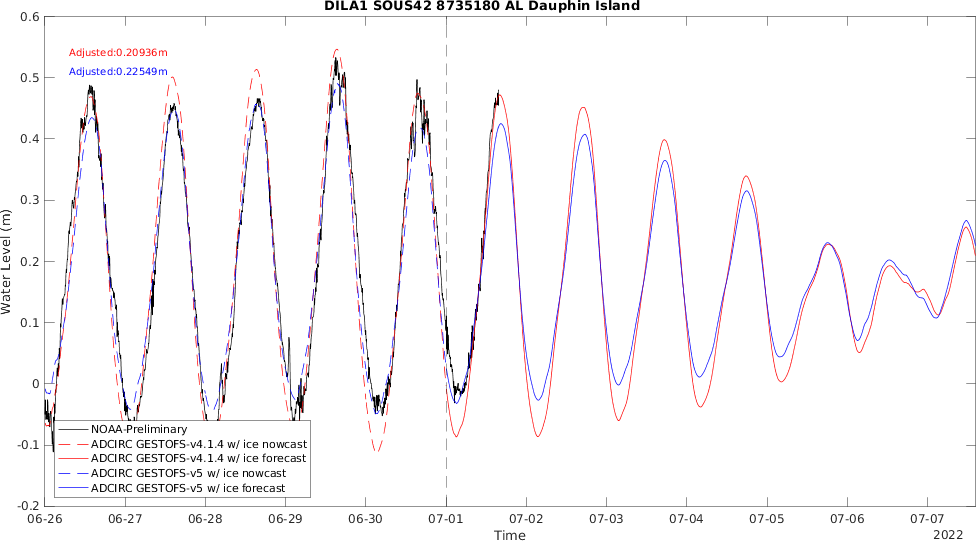 DILA1 SOUS42 8735180 AL Dauphin Island
0.6
0.5
0.4
0.3
0.2
0.1
0
-0.1
-0.2
Water Level (m)
Adjusted:0.20936m
Adjusted:0.22549m
NOAA-Preliminary
ADCIRC GESTOFS-v4.1.4 w/ ice nowcast
ADCIRC GESTOFS-v4.1.4 w/ ice forecast
ADCIRC GESTOFS-v5 w/ ice nowcast
ADCIRC GESTOFS-v5 w/ ice forecast
06-26 06-27 06-28 06-29 06-30 07-01 07-02 07-03 07-04 07-05 07-06 07-07
Time
2022